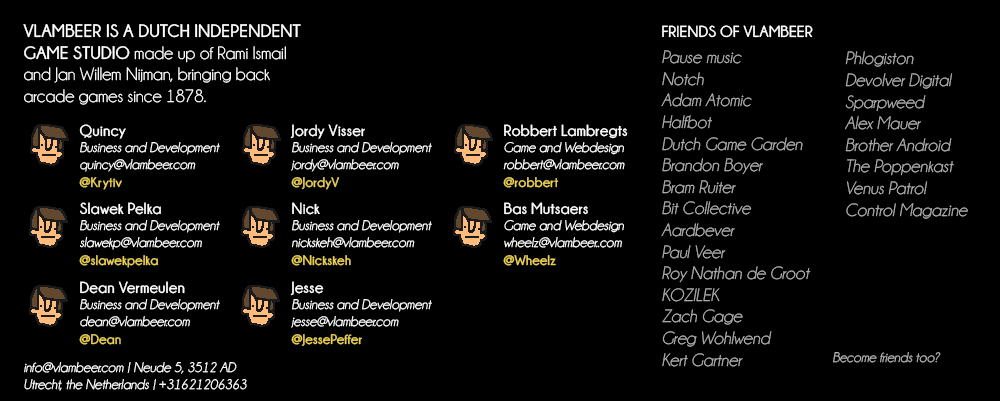 VLAMBEER IS A DUTCH INDEPENDENT
GAME STUDIO made up of Rami Ismail
and Jan Willem Nijman, bringing back
arcade games since 1878.
Quincy
Business and Development
quincy@vlambeer.com
@Krytiv
Jordy Visser
Business and Development
jordy@vlambeer.com
@JordyV
Robbert Lambregts
Game and Webdesign
robbert@vlambeer.com
@robbert
Slawek Pelka
Business and Development
slawekp@vlambeer.com
@slawekpelka
Nick
Business and Development
nickskeh@vlambeer.com
@Nickskeh
Bas Mutsaers
Game and Webdesign
wheelz@vlambeer.com
@Wheelz
Dean Vermeulen
Business and Development
dean@vlambeer.com
@Dean
Jesse
Business and Development
jesse@vlambeer.com
@JessePeffer
info@vlambeer.com | Neude 5, 3512 AD
Utrecht, the Netherlands | +31621206363
FRIENDS OF VLAMBEER
Pause music
Notch
Adam Atomic
Halfbot
Dutch Game Garden
Brandon Boyer
Bram Ruiter
Bit Collective
Aardbever
Paul Veer
Roy Nathan de Groot
KOZILEK
Zach Gage
Greg Wohlwend
Kert Gartner
Phlogiston
Devolver Digital
Sparpweed
Alex Mauer
Brother Android
The Poppenkast
Venus Patrol
Control Magazine
Become friends too?